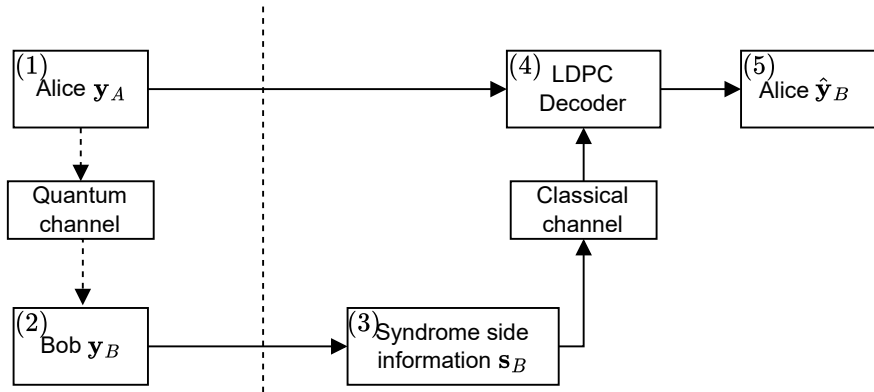 (1)
Alice y_A
(4)
LDPC
Decoder
(5)
Alice ŷ_B
Quantum
channel
Classical
channel
(2)
Bob y_B
(3)
Syndrome side
information s_B